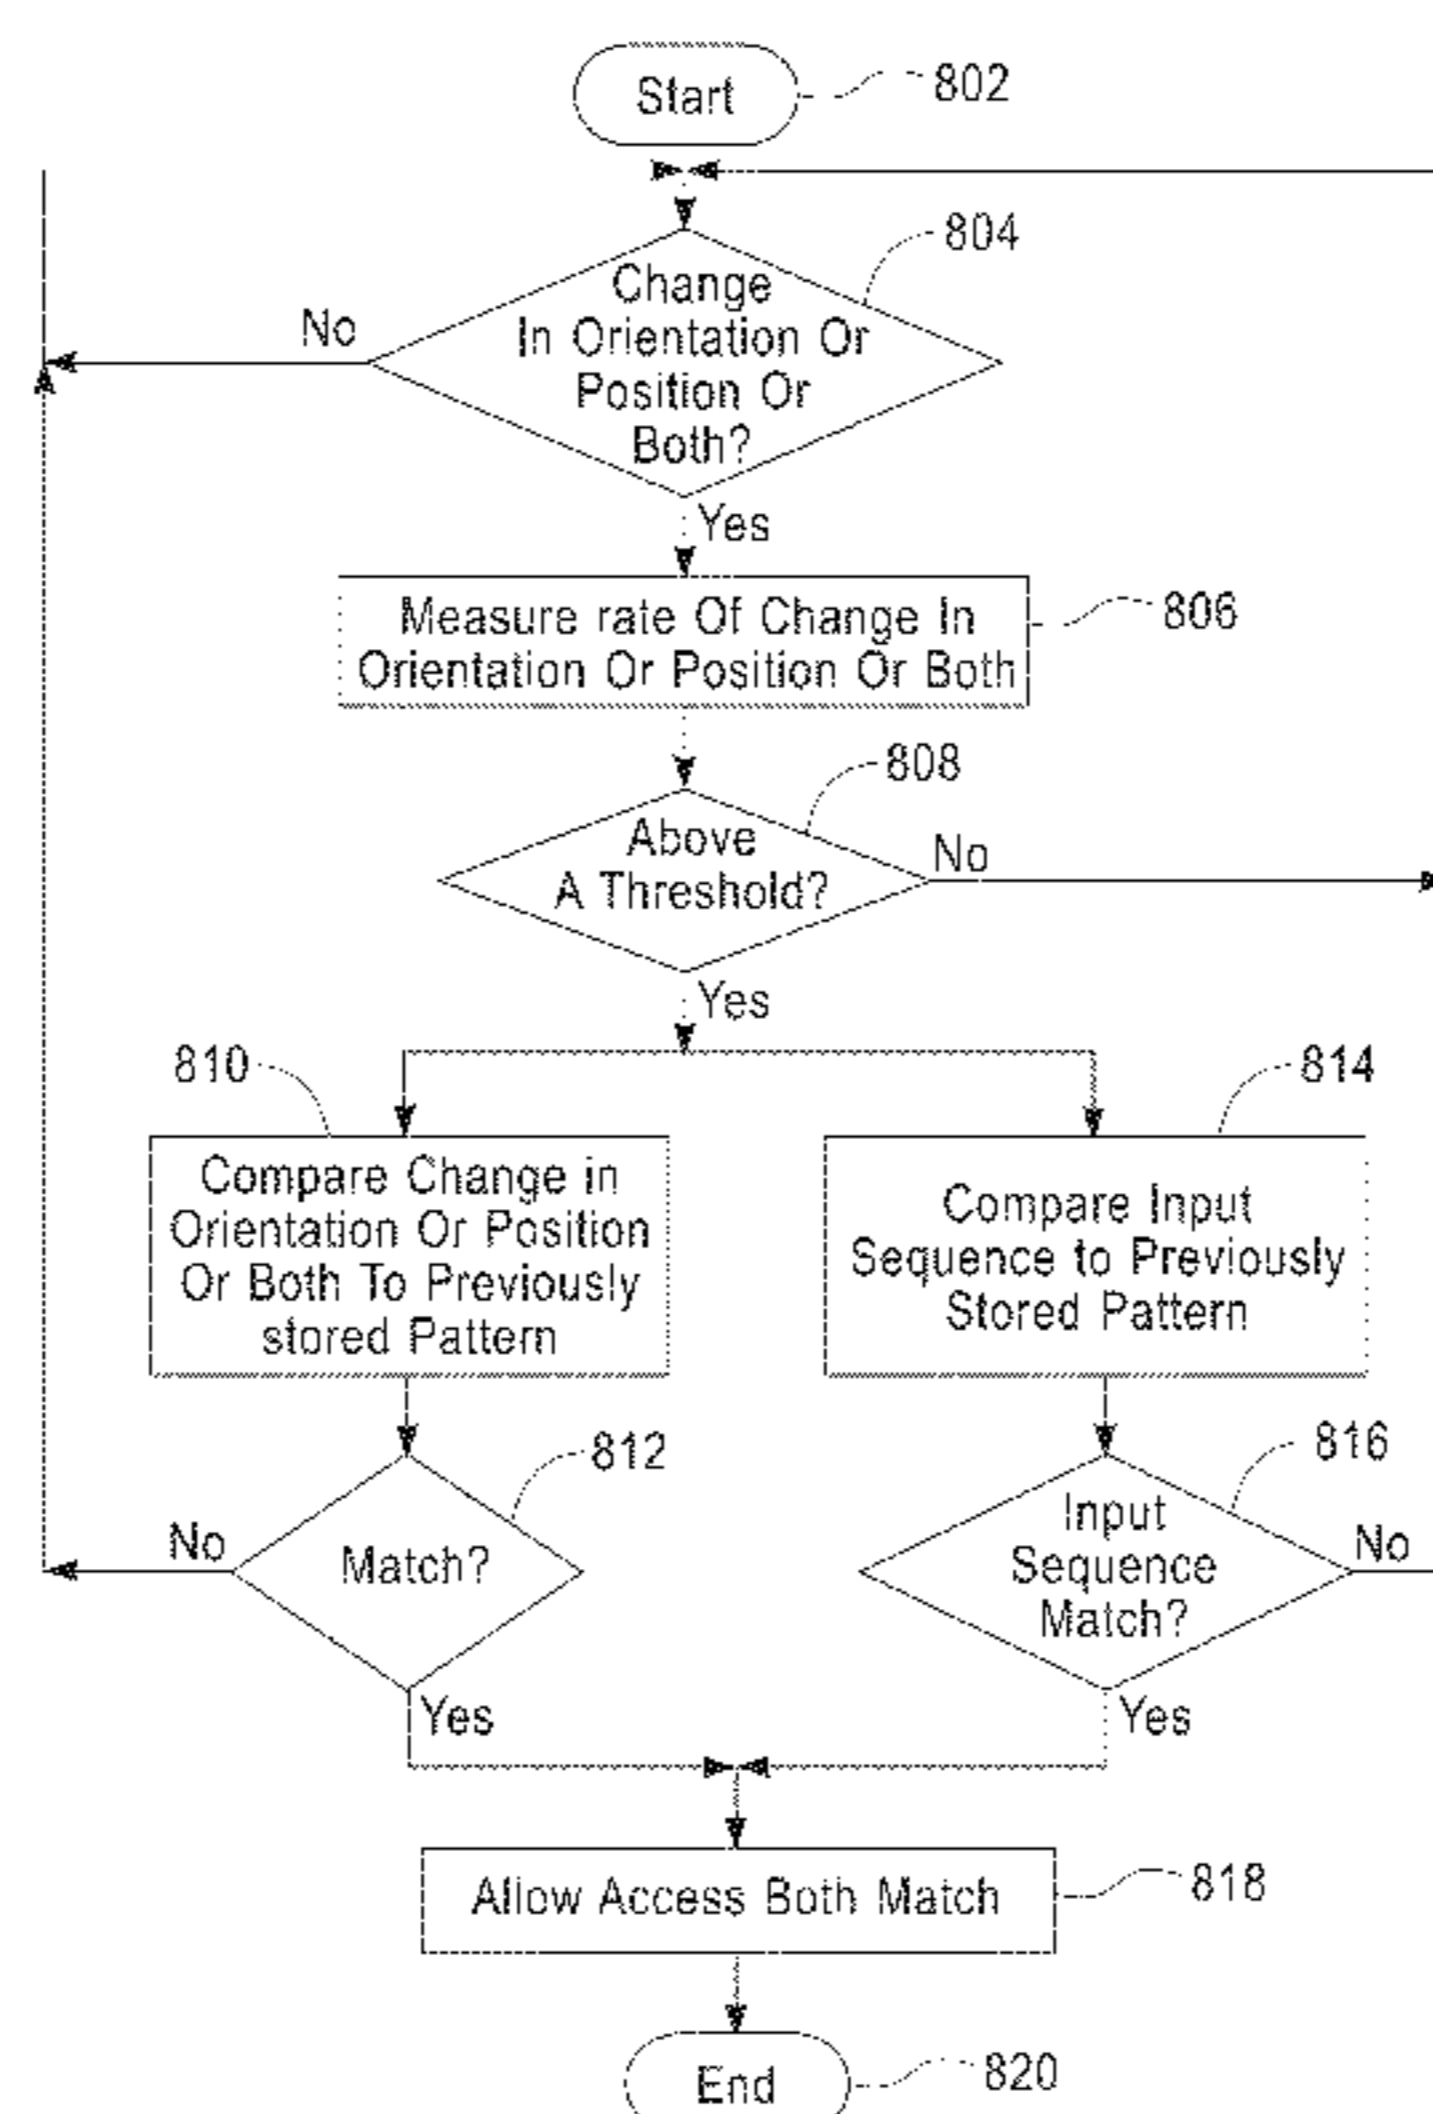 Start
802
804
Change
In Orientation Or
Position Or
Both?
No
Yes
Measure rate Of Change In
Orientation Or Position Or Both
806
808
Above
A Threshold?
No
Yes
810
814
Compare Change in
Orientation Or Position
Or Both To Previously
stored Pattern
Compare Input
Sequence to Previously
Stored Pattern
812
816
No
Match?
Input
Sequence
Match?
No
Yes
Yes
Allow Access Both Match
818
End
820